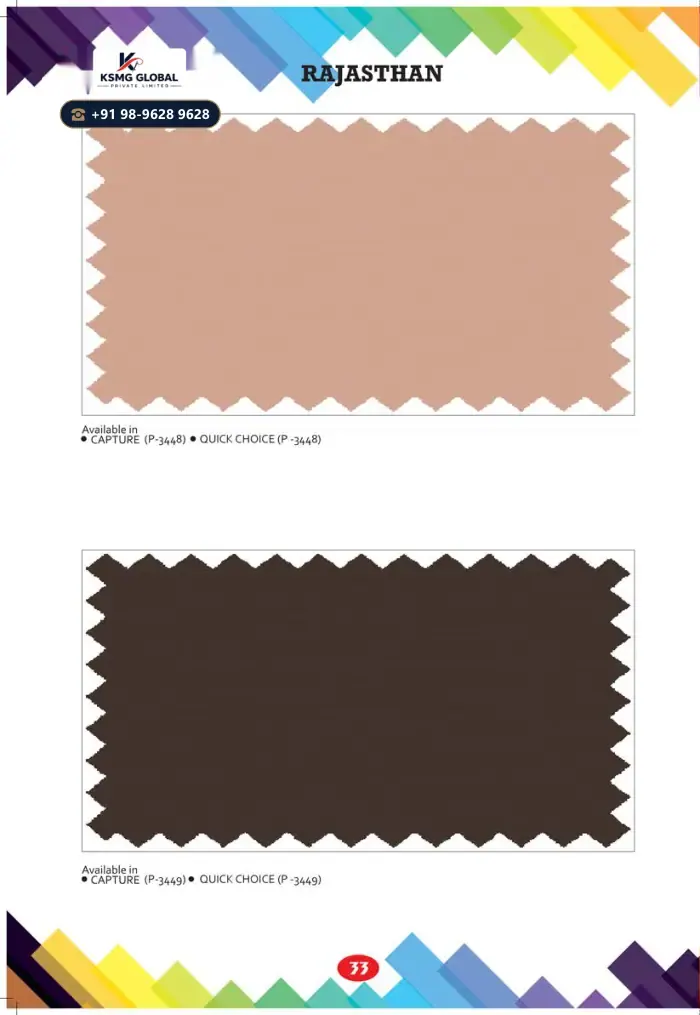 KSMG GLOBAL
PRIVATE LIMITED
RAJASTHAN
+91 98-9628 9628
Available in
● CAPTURE (P-3448) ● QUICK CHOICE (P -3448)
Available in
● CAPTURE (P-3449) ● QUICK CHOICE (P -3449)
33